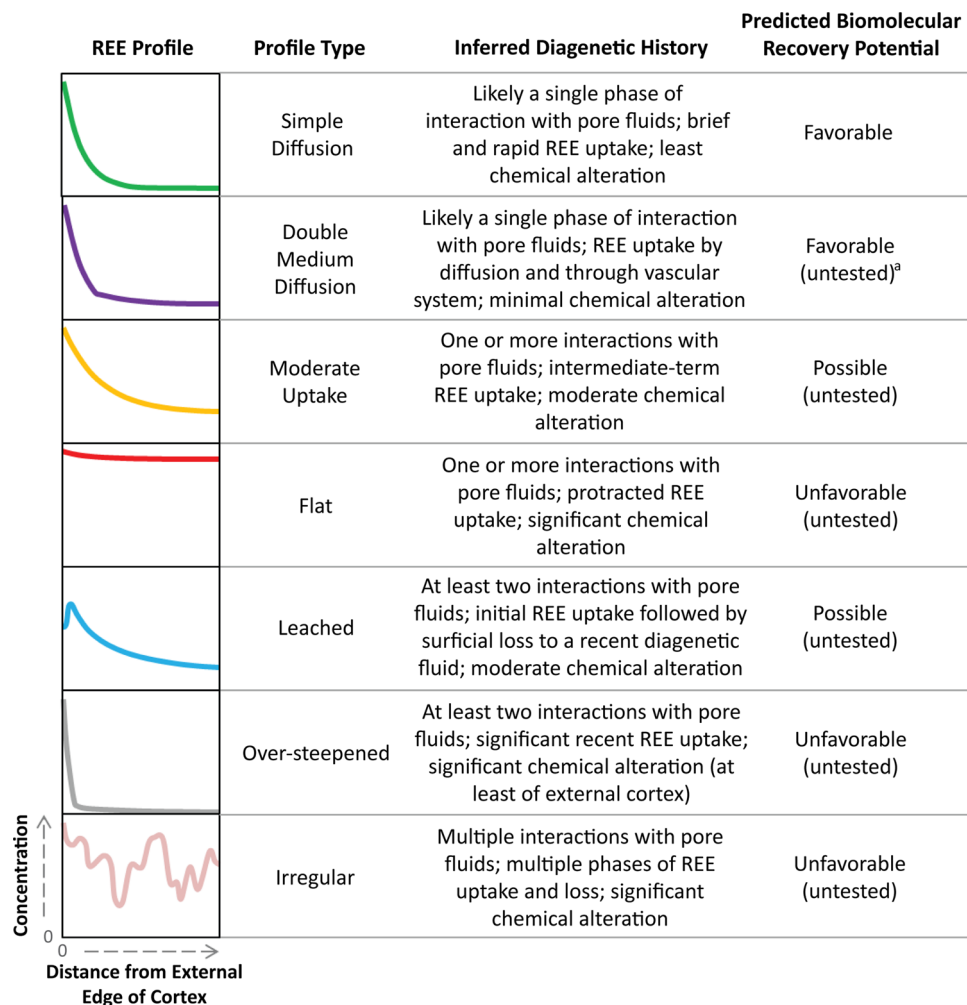 REE Profile
Profile Type
Inferred Diagenetic History
Predicted Biomolecular
Recovery Potential
Simple
Diffusion
Likely a single phase of
interaction with pore fluids; brief
and rapid REE uptake; least
chemical alteration
Favorable
Double
Medium
Diffusion
Likely a single phase of interaction
with pore fluids; REE uptake by
diffusion and through vascular
system; minimal chemical alteration
Favorable
(untested)ª
Moderate
Uptake
One or more interactions with
pore fluids; intermediate-term
REE uptake; moderate chemical
alteration
Possible
(untested)
Flat
One or more interactions with
pore fluids; protracted REE
uptake; significant chemical
alteration
Unfavorable
(untested)
Leached
At least two interactions with pore
fluids; initial REE uptake followed by
surficial loss to a recent diagenetic
fluid; moderate chemical alteration
Possible
(untested)
Over-steepened
At least two interactions with pore
fluids; significant recent REE uptake;
significant chemical alteration (at
least of external cortex)
Unfavorable
(untested)
Irregular
Multiple interactions with pore
fluids; multiple phases of REE
uptake and loss; significant
chemical alteration
Unfavorable
(untested)
Concentration
0
0
Distance from External
Edge of Cortex